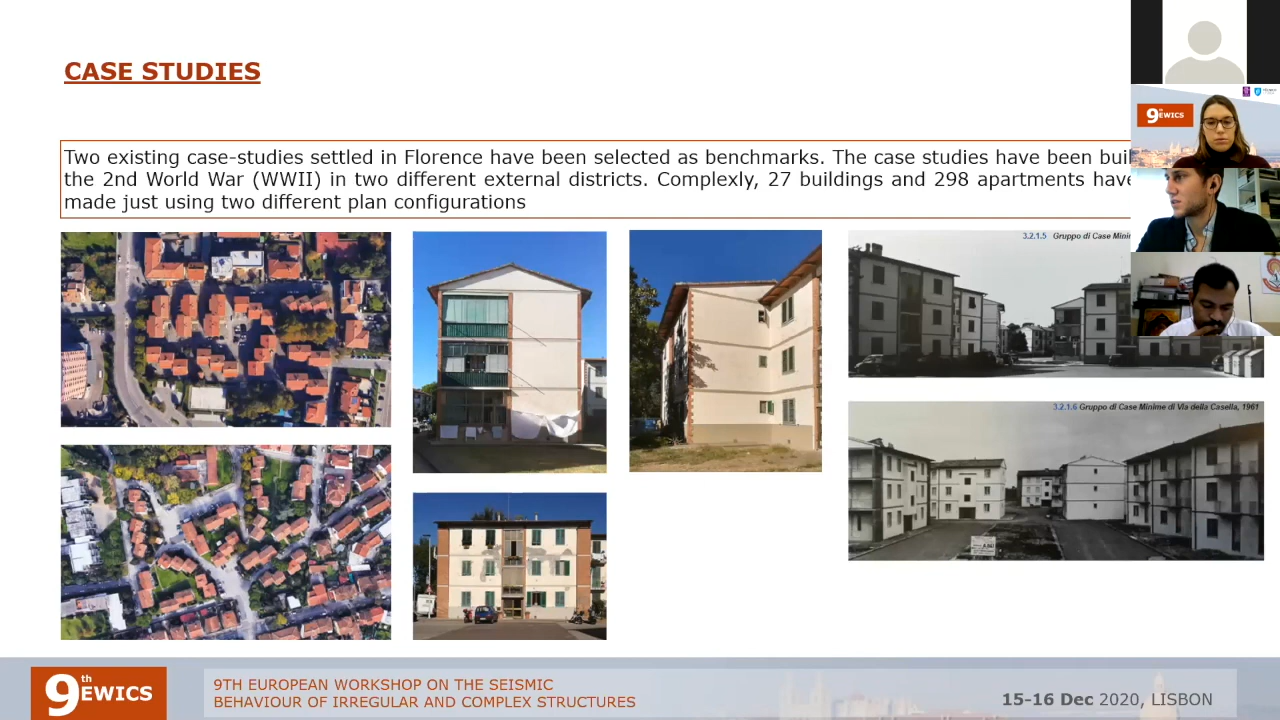 CASE STUDIES
9th EWICS
Two existing case-studies settled in Florence have been selected as benchmarks. The case studies have been
the 2nd World War (WWII) in two different external districts. Complexly, 27 buildings and 298 apartments have
made just using two different plan configurations
3.2.1.5 Gruppo di Case
3.2.1.6 Gruppo di Case Minime di Via della Casella, 1961
9th EWICS
9TH EUROPEAN WORKSHOP ON THE SEISMIC
BEHAVIOUR OF IRREGULAR AND COMPLEX STRUCTURES
15-16 Dec 2020, LISBON